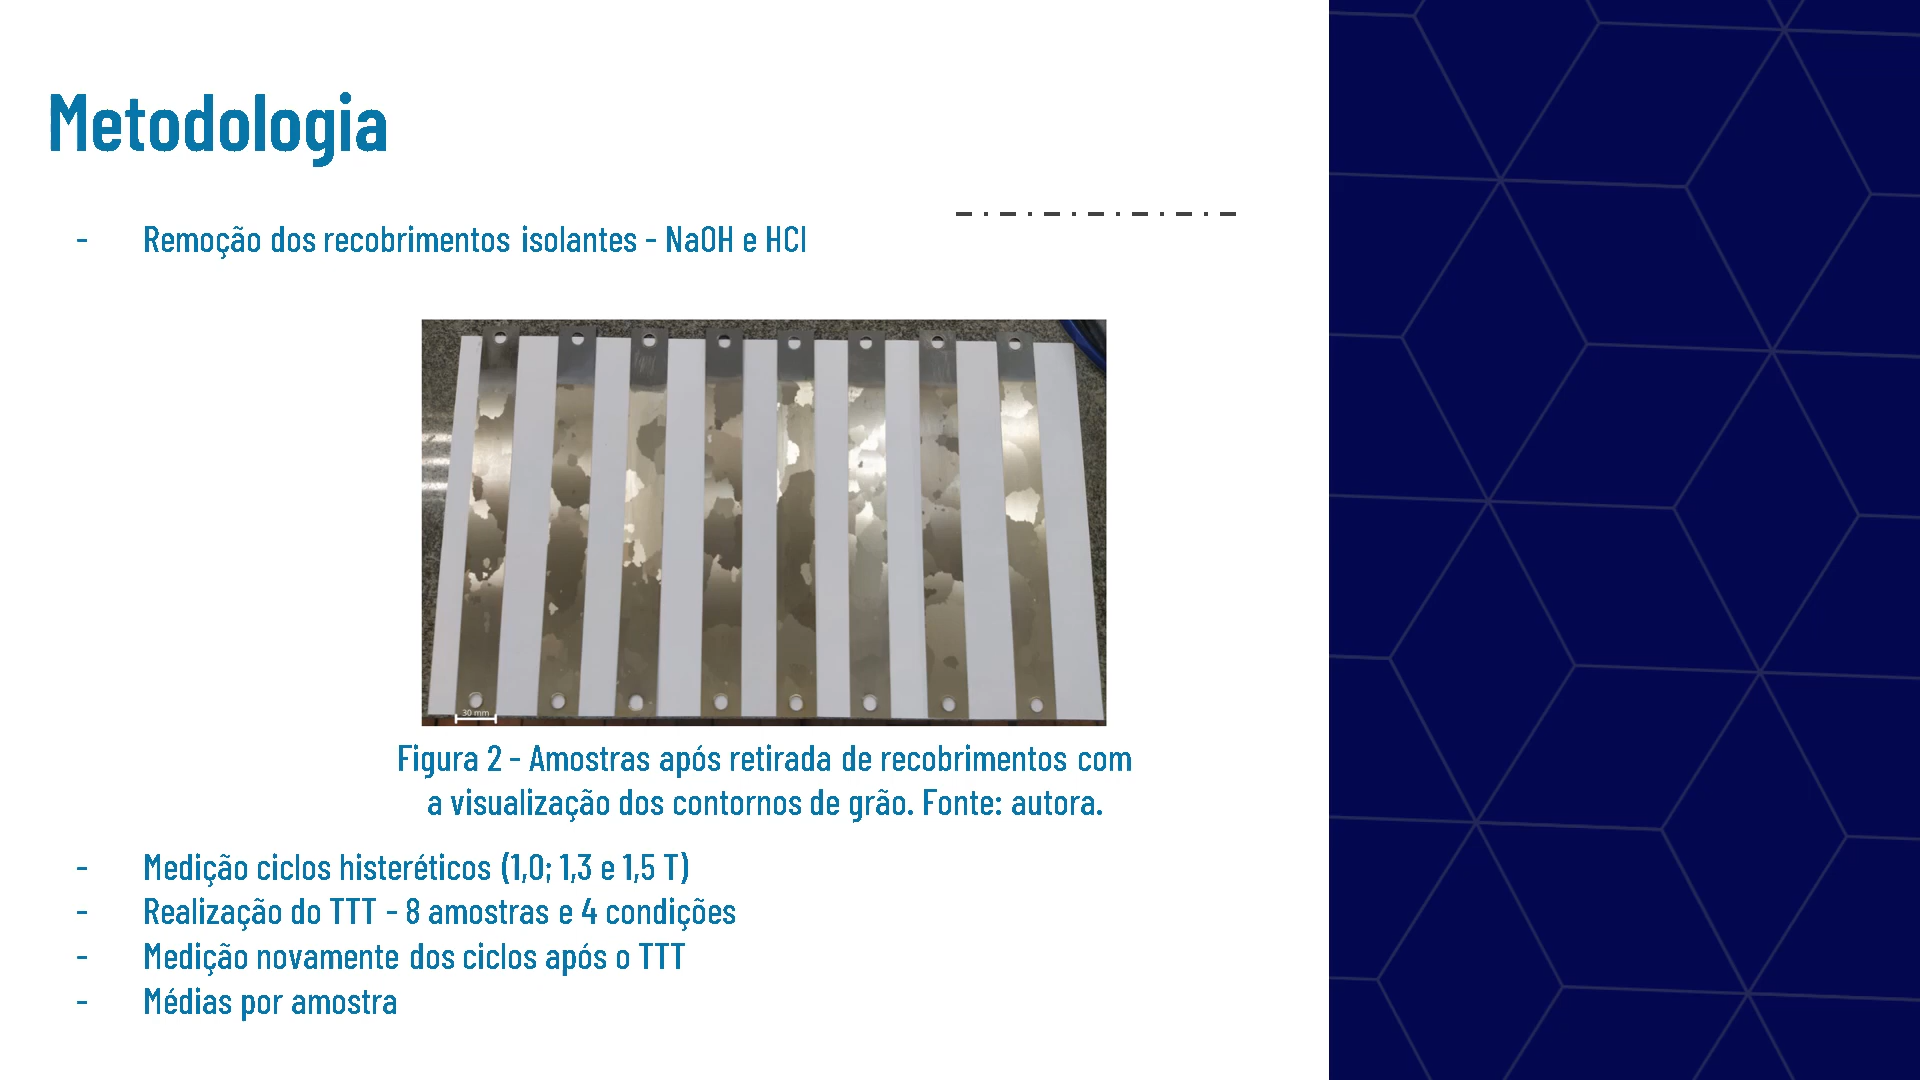 Metodologia
- Remoção dos recobrimentos isolantes - NaOH e HCl
30 mm
Figura 2 - Amostras após retirada de recobrimentos com
a visualização dos contornos de grão. Fonte: autora.
- Medição ciclos histeréticos (1,0; 1,3 e 1,5 T)
- Realização do TTT - 8 amostras e 4 condições
- Medição novamente dos ciclos após o TTT
- Médias por amostra